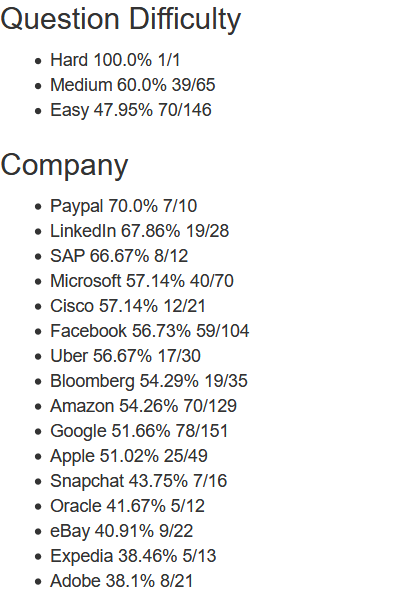 Question Difficulty
Hard 100.0% 1/1
Medium 60.0% 39/65
Easy 47.95% 70/146
Company
Paypal 70.0% 7/10
LinkedIn 67.86% 19/28
SAP 66.67% 8/12
Microsoft 57.14% 40/70
Cisco 57.14% 12/21
Facebook 56.73% 59/104
Uber 56.67% 17/30
Bloomberg 54.29% 19/35
Amazon 54.26% 70/129
Google 51.66% 78/151
Apple 51.02% 25/49
Snapchat 43.75% 7/16
Oracle 41.67% 5/12
eBay 40.91% 9/22
Expedia 38.46% 5/13
Adobe 38.1% 8/21